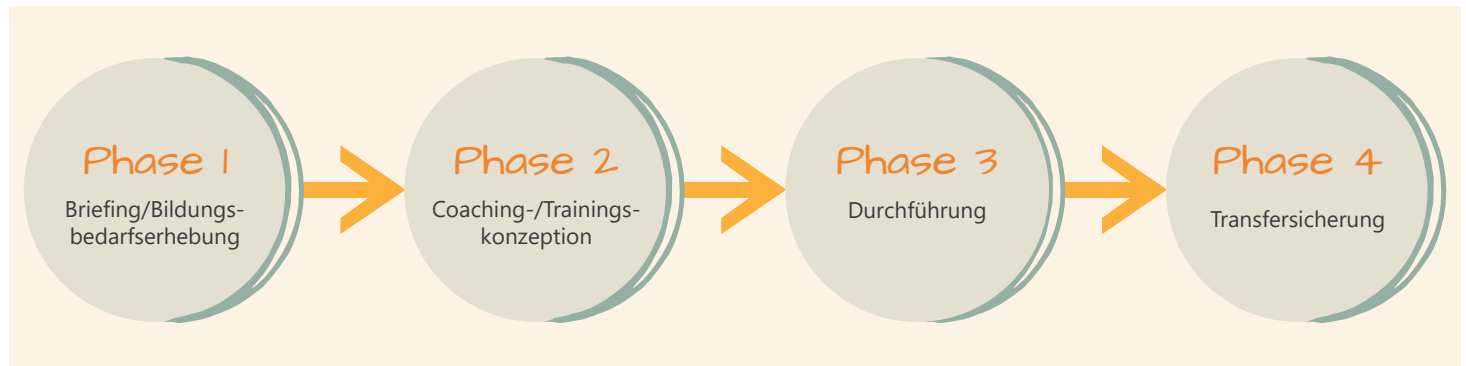 Phase 1
Briefing/Bildungs-
bedarfserhebung
Phase 2
Coaching-/Trainings-
konzeption
Phase 3
Durchführung
Phase 4
Transfersicherung